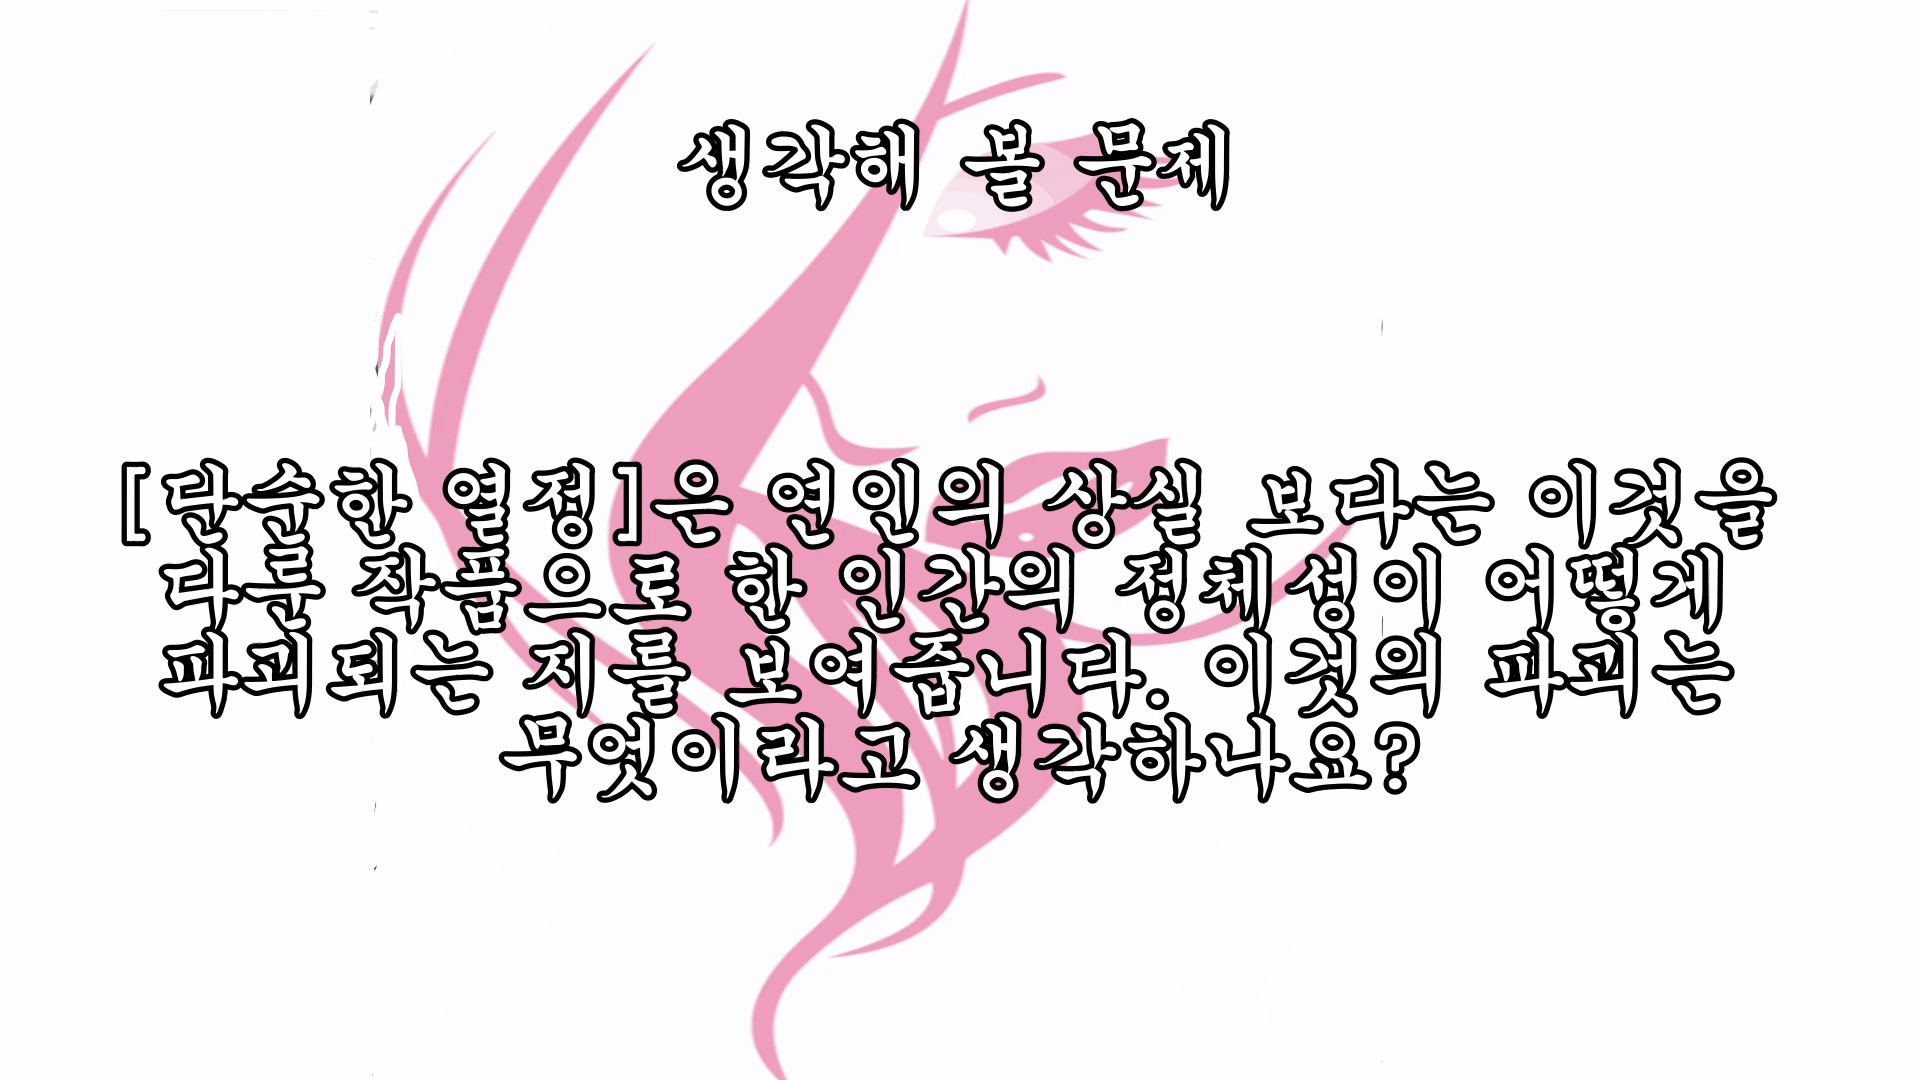 생각해 볼 문제
[단순한 열정]은 연인의 상실 보다는 이것을
다룬 작품으로 한 인간의 정체성이 어떻게
파괴되는 지를 보여줍니다. 이것의 파괴는
무엇이라고 생각하나요?